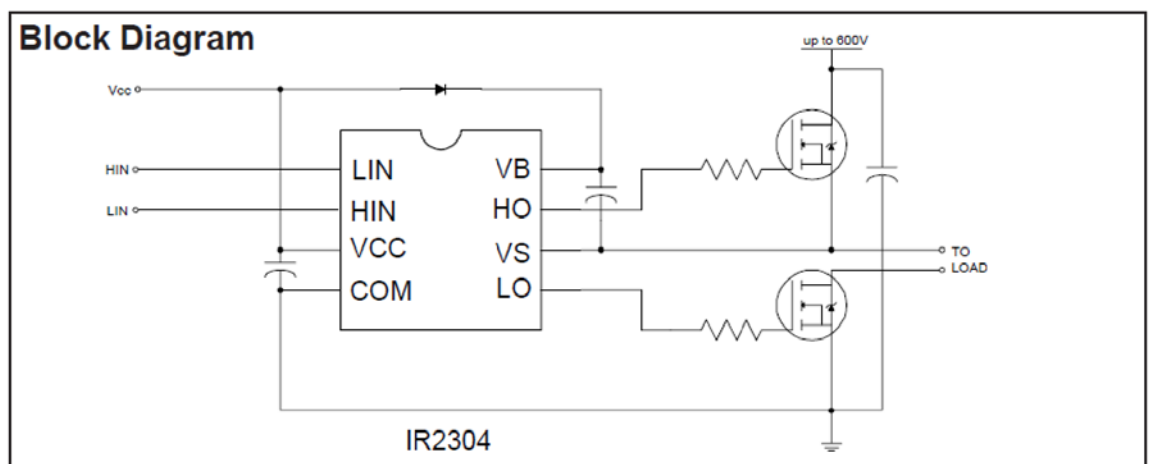 Block Diagram
up to 600V
Vcc
HIN
LIN
LIN
HIN
VCC
COM
VB
HO
VS
LO
TO
LOAD
IR2304